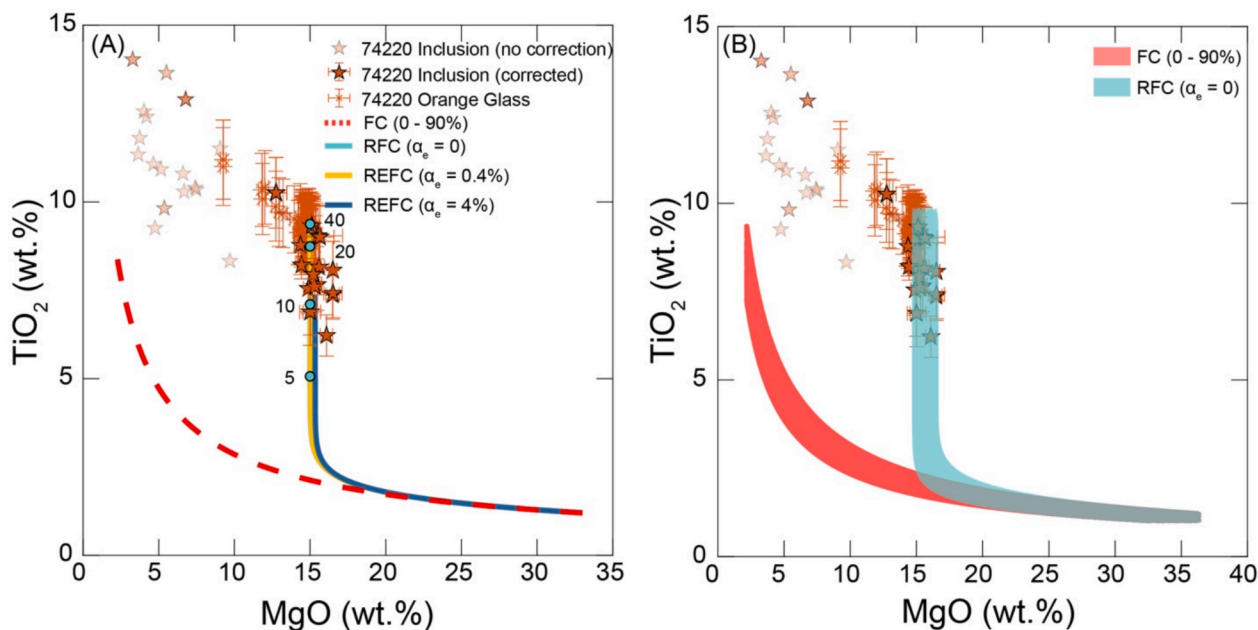 (A)
74220 Inclusion (no correction)
74220 Inclusion (corrected)
74220 Orange Glass
FC (0 - 90%)
RFC (αe = 0)
REFC (αe = 0.4%)
REFC (αe = 4%)
15
10
5
0
TiO2 (wt.%)
40
20
10
5
0 5 10 15 20 25 30 35
MgO (wt.%)
(B)
FC (0 - 90%)
RFC (αe = 0)
15
10
5
0
TiO2 (wt.%)
0 5 10 15 20 25 30 35 40
MgO (wt.%)